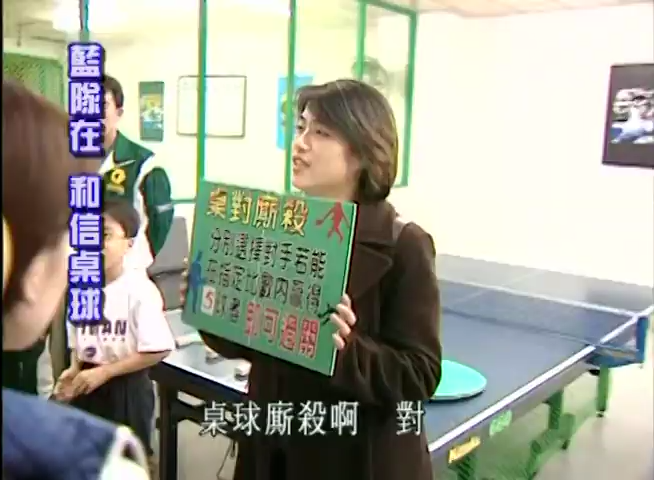 藍隊在 和信桌球
桌對廝殺
分別選擇對手若能
在指定比數內贏得
5 敗者 即可過關
桌球廝殺啊 對